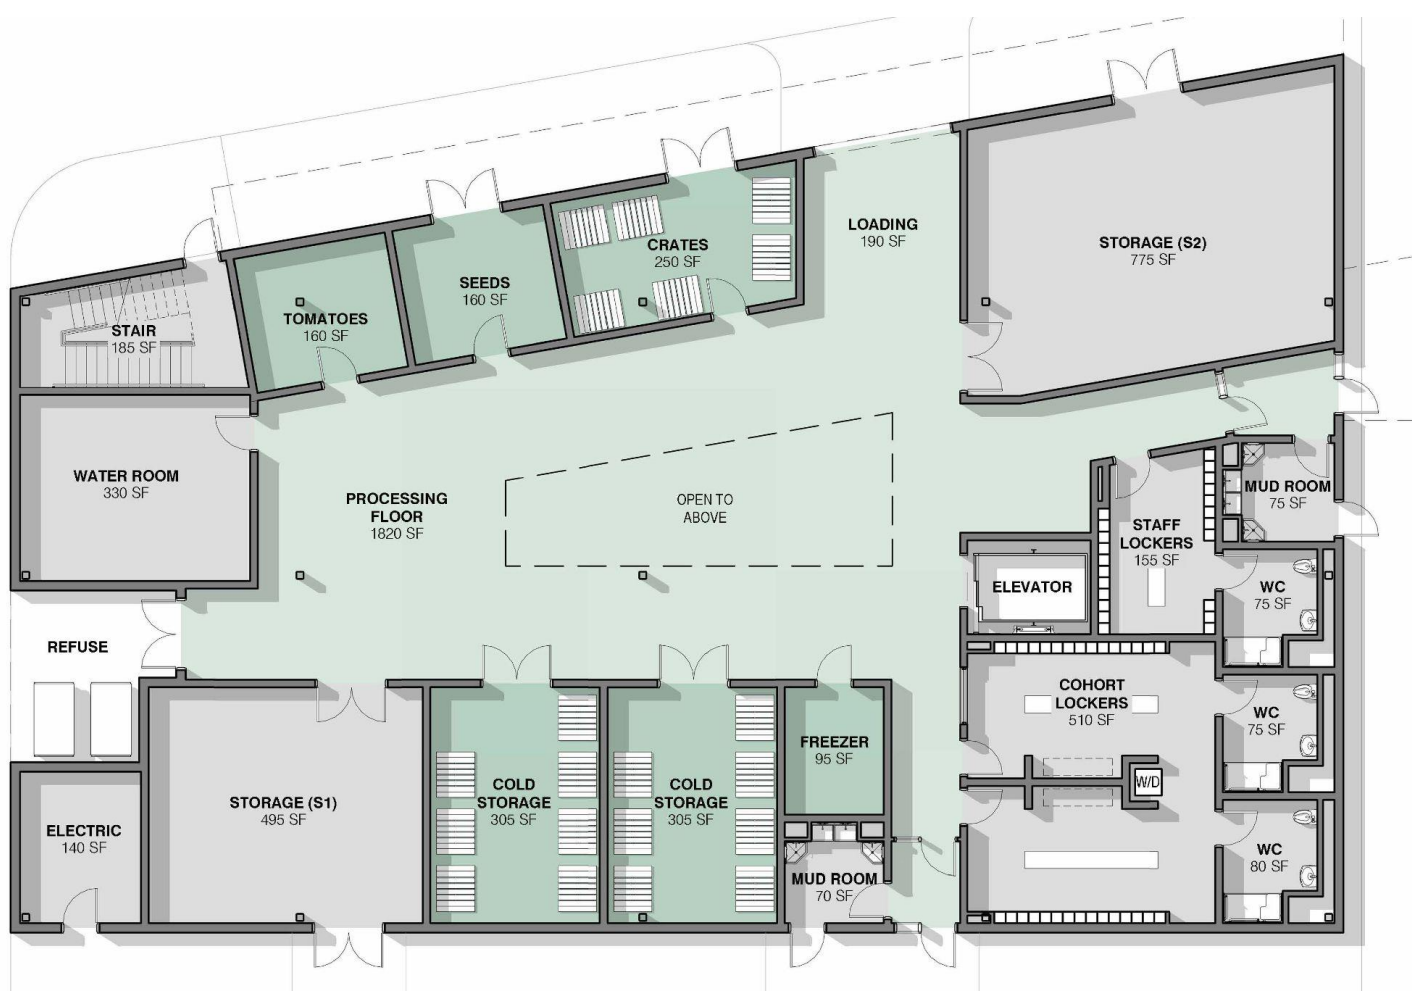 LOADING
190 SF
STORAGE (S2)
775 SF
CRATES
250 SF
SEEDS
160 SF
TOMATOES
160 SF
STAIR
185 SF
WATER ROOM
330 SF
PROCESSING
FLOOR
1820 SF
OPEN TO
ABOVE
MUD ROOM
75 SF
STAFF
LOCKERS
155 SF
ELEVATOR
WC
75 SF
REFUSE
COHORT
LOCKERS
510 SF
WC
75 SF
FREEZER
95 SF
W/D
STORAGE (S1)
495 SF
COLD
STORAGE
305 SF
COLD
STORAGE
305 SF
ELECTRIC
140 SF
WC
80 SF
MUD ROOM
70 SF